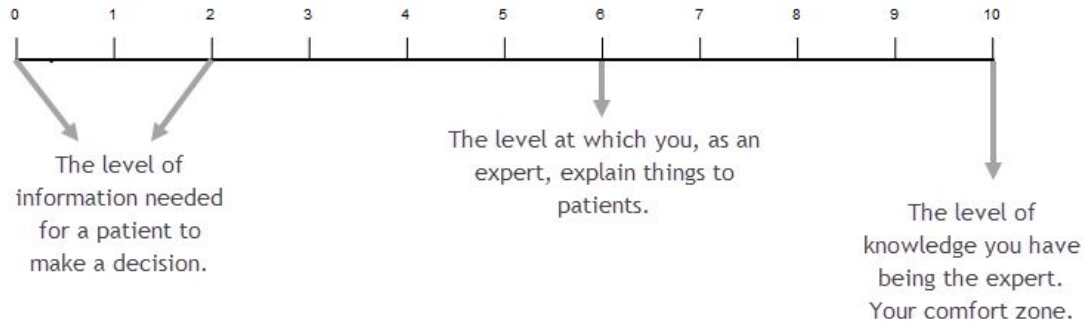 0 1 2 3 4 5 6 7 8 9 10
The level of
information needed
for a patient to
make a decision.
The level at which you, as an
expert, explain things to
patients.
The level of
knowledge you have
being the expert.
Your comfort zone.